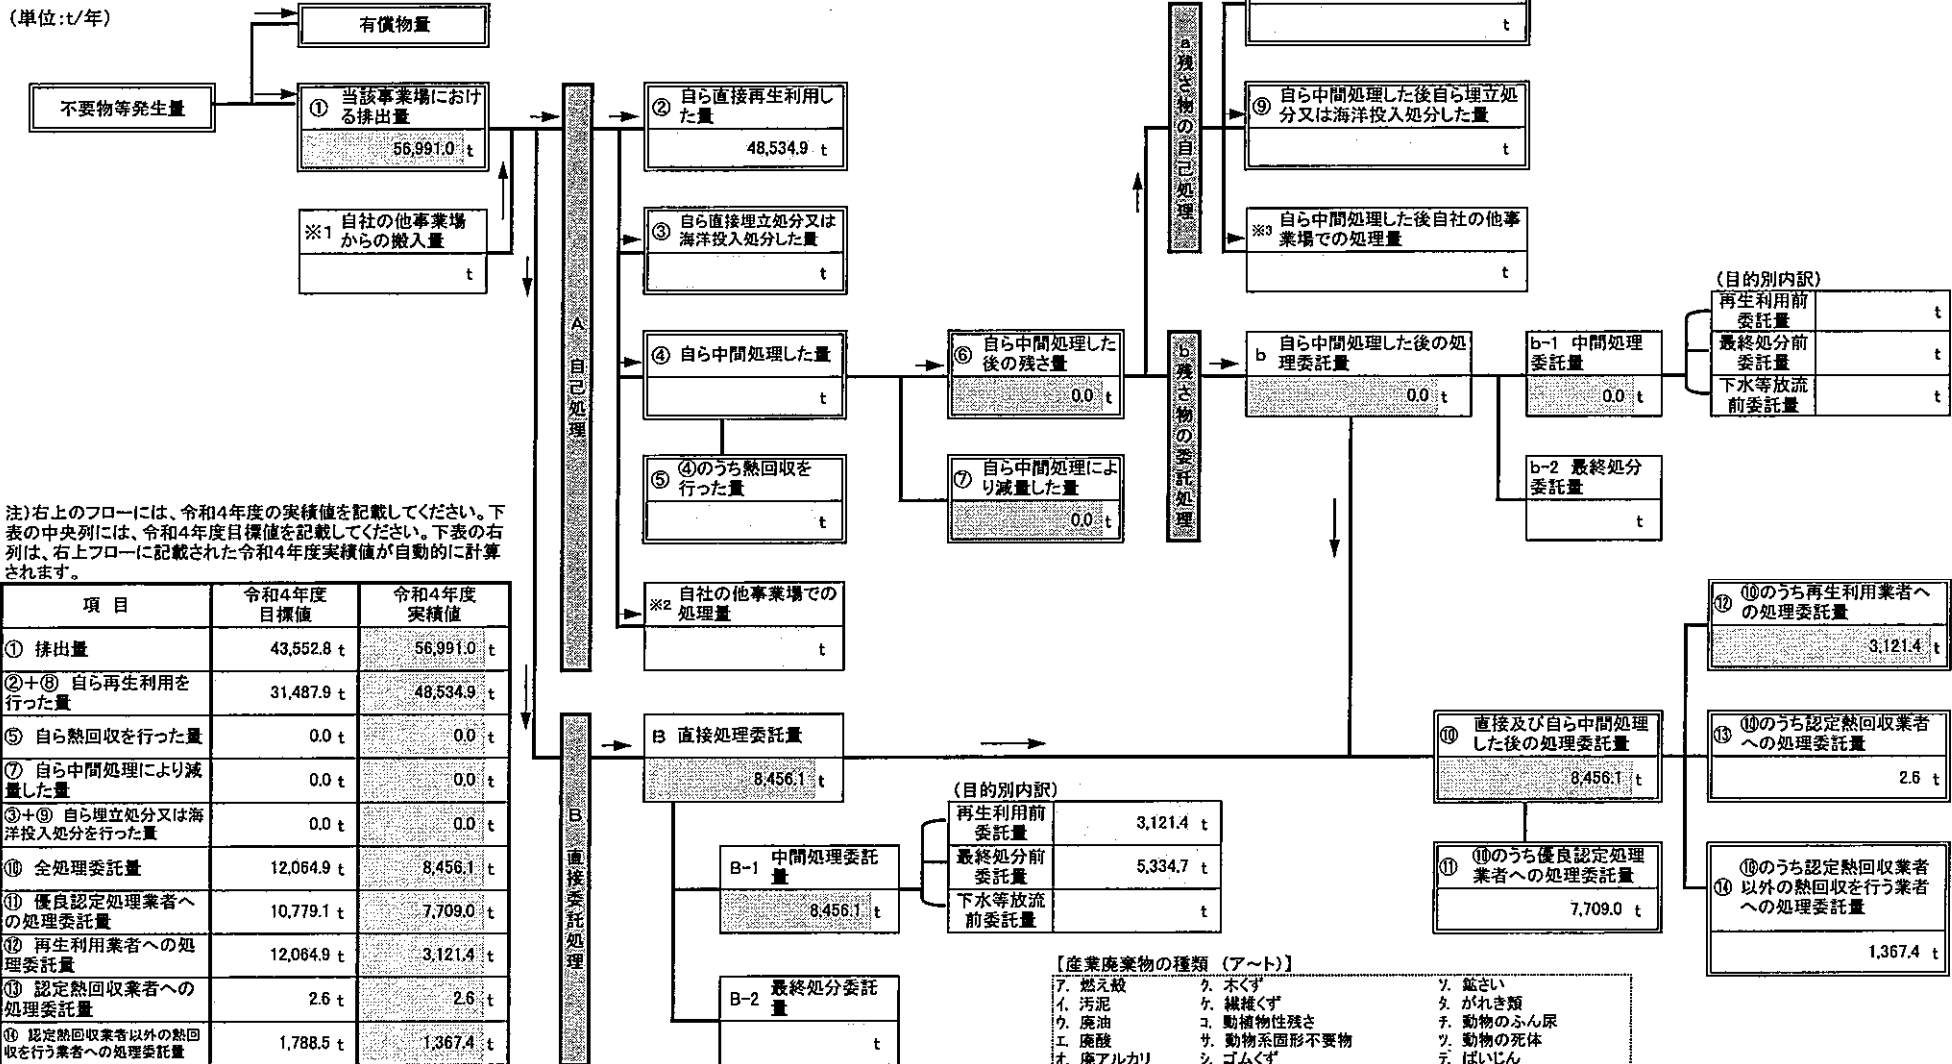 (単位:t/年)
有償物量
不要物等発生量
① 当該事業場におけ
る排出量
56,991.0 t
※1 自社の他事業場
からの搬入量
t
A 自己処理
② 自ら直接再生利用し
た量
48,534.9 t
③ 自ら直接埋立処分又は
海洋投入処分した量
t
④ 自ら中間処理した量
t
⑤ ④のうち熱回収を
行った量
t
※2 自社の他事業場での
処理量
t
⑥ 自ら中間処理した
後の残さ量
0.0 t
⑦ 自ら中間処理によ
り減量した量
0.0 t
a 残さ物の自己処理
t
⑨ 自ら中間処理した後自ら埋立処
分又は海洋投入処分した量
t
※3 自ら中間処理した後自社の他事
業場での処理量
t
b 残さ物の委託処理
b 自ら中間処理した後の処
理委託量
0.0 t
b-1 中間処理
委託量
0.0 t
b-2 最終処分
委託量
t
(目的別内訳)
再生利用前
委託量 t
最終処分前
委託量 t
下水等放流
前委託量 t
注)右上のフローには、令和4年度の実績値を記載してください。下
表の中央列には、令和4年度目標値を記載してください。下表の右
列は、右上フローに記載された令和4年度実績値が自動的に計算
されます。
項 目 令和4年度 目標値 令和4年度 実績値
① 排出量 43,552.8 t 56,991.0 t
②+⑧ 自ら再生利用を
行った量 31,487.9 t 48,534.9 t
⑤ 自ら熱回収を行った量 0.0 t 0.0 t
⑦ 自ら中間処理により減
量した量 0.0 t 0.0 t
③+⑨ 自ら埋立処分又は海
洋投入処分を行った量 0.0 t 0.0 t
⑩ 全処理委託量 12,064.9 t 8,456.1 t
⑪ 優良認定処理業者へ
の処理委託量 10,779.1 t 7,709.0 t
⑫ 再生利用業者への処
理委託量 12,064.9 t 3,121.4 t
⑬ 認定熱回収業者への
処理委託量 2.6 t 2.6 t
⑭ 認定熱回収業者以外の熱回
収を行う業者への処理委託量 1,788.5 t 1,367.4 t
B 直接委託処理
B 直接処理委託量
8,456.1 t
B-1 中間処理委託
量
8,456.1 t
B-2 最終処分委託
量
t
(目的別内訳)
再生利用前
委託量 3,121.4 t
最終処分前
委託量 5,334.7 t
下水等放流
前委託量 t
⑩ 直接及び自ら中間処理
した後の処理委託量
8,456.1 t
⑪ ⑩のうち優良認定処理
業者への処理委託量
7,709.0 t
⑫ ⑩のうち再生利用業者へ
の処理委託量
3,121.4 t
⑬ ⑩のうち認定熱回収業者
への処理委託量
2.6 t
⑭ ⑩のうち認定熱回収業者
以外の熱回収を行う業者
への処理委託量
1,367.4 t
【産業廃棄物の種類 (ア~ト)】
ア. 燃え殻 ク. 木くず ソ. 鉱さい
イ. 汚泥 ケ. 繊維くず タ. がれき類
ウ. 廃油 コ. 動植物性残さ チ. 動物のふん尿
エ. 廃酸 サ. 動物系固形不要物 ツ. 動物の死体
オ. 廃アルカリ シ. ゴムくず テ. ばいじん